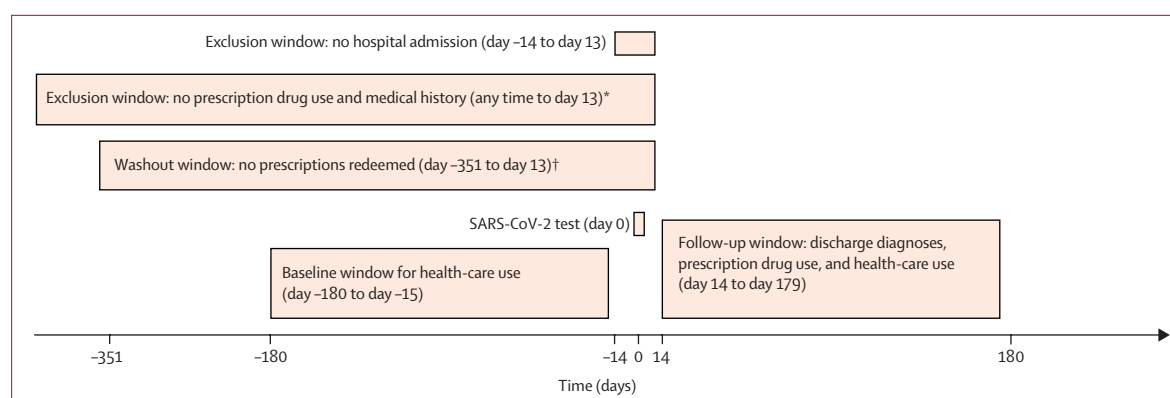 Exclusion window: no hospital admission (day –14 to day 13)
Exclusion window: no prescription drug use and medical history (any time to day 13)*
Washout window: no prescriptions redeemed (day –351 to day 13)†
SARS-CoV-2 test (day 0)
Baseline window for health-care use
(day –180 to day –15)
Follow-up window: discharge diagnoses,
prescription drug use, and health-care use
(day 14 to day 179)
–351 –180 –14 0 14 180
Time (days)